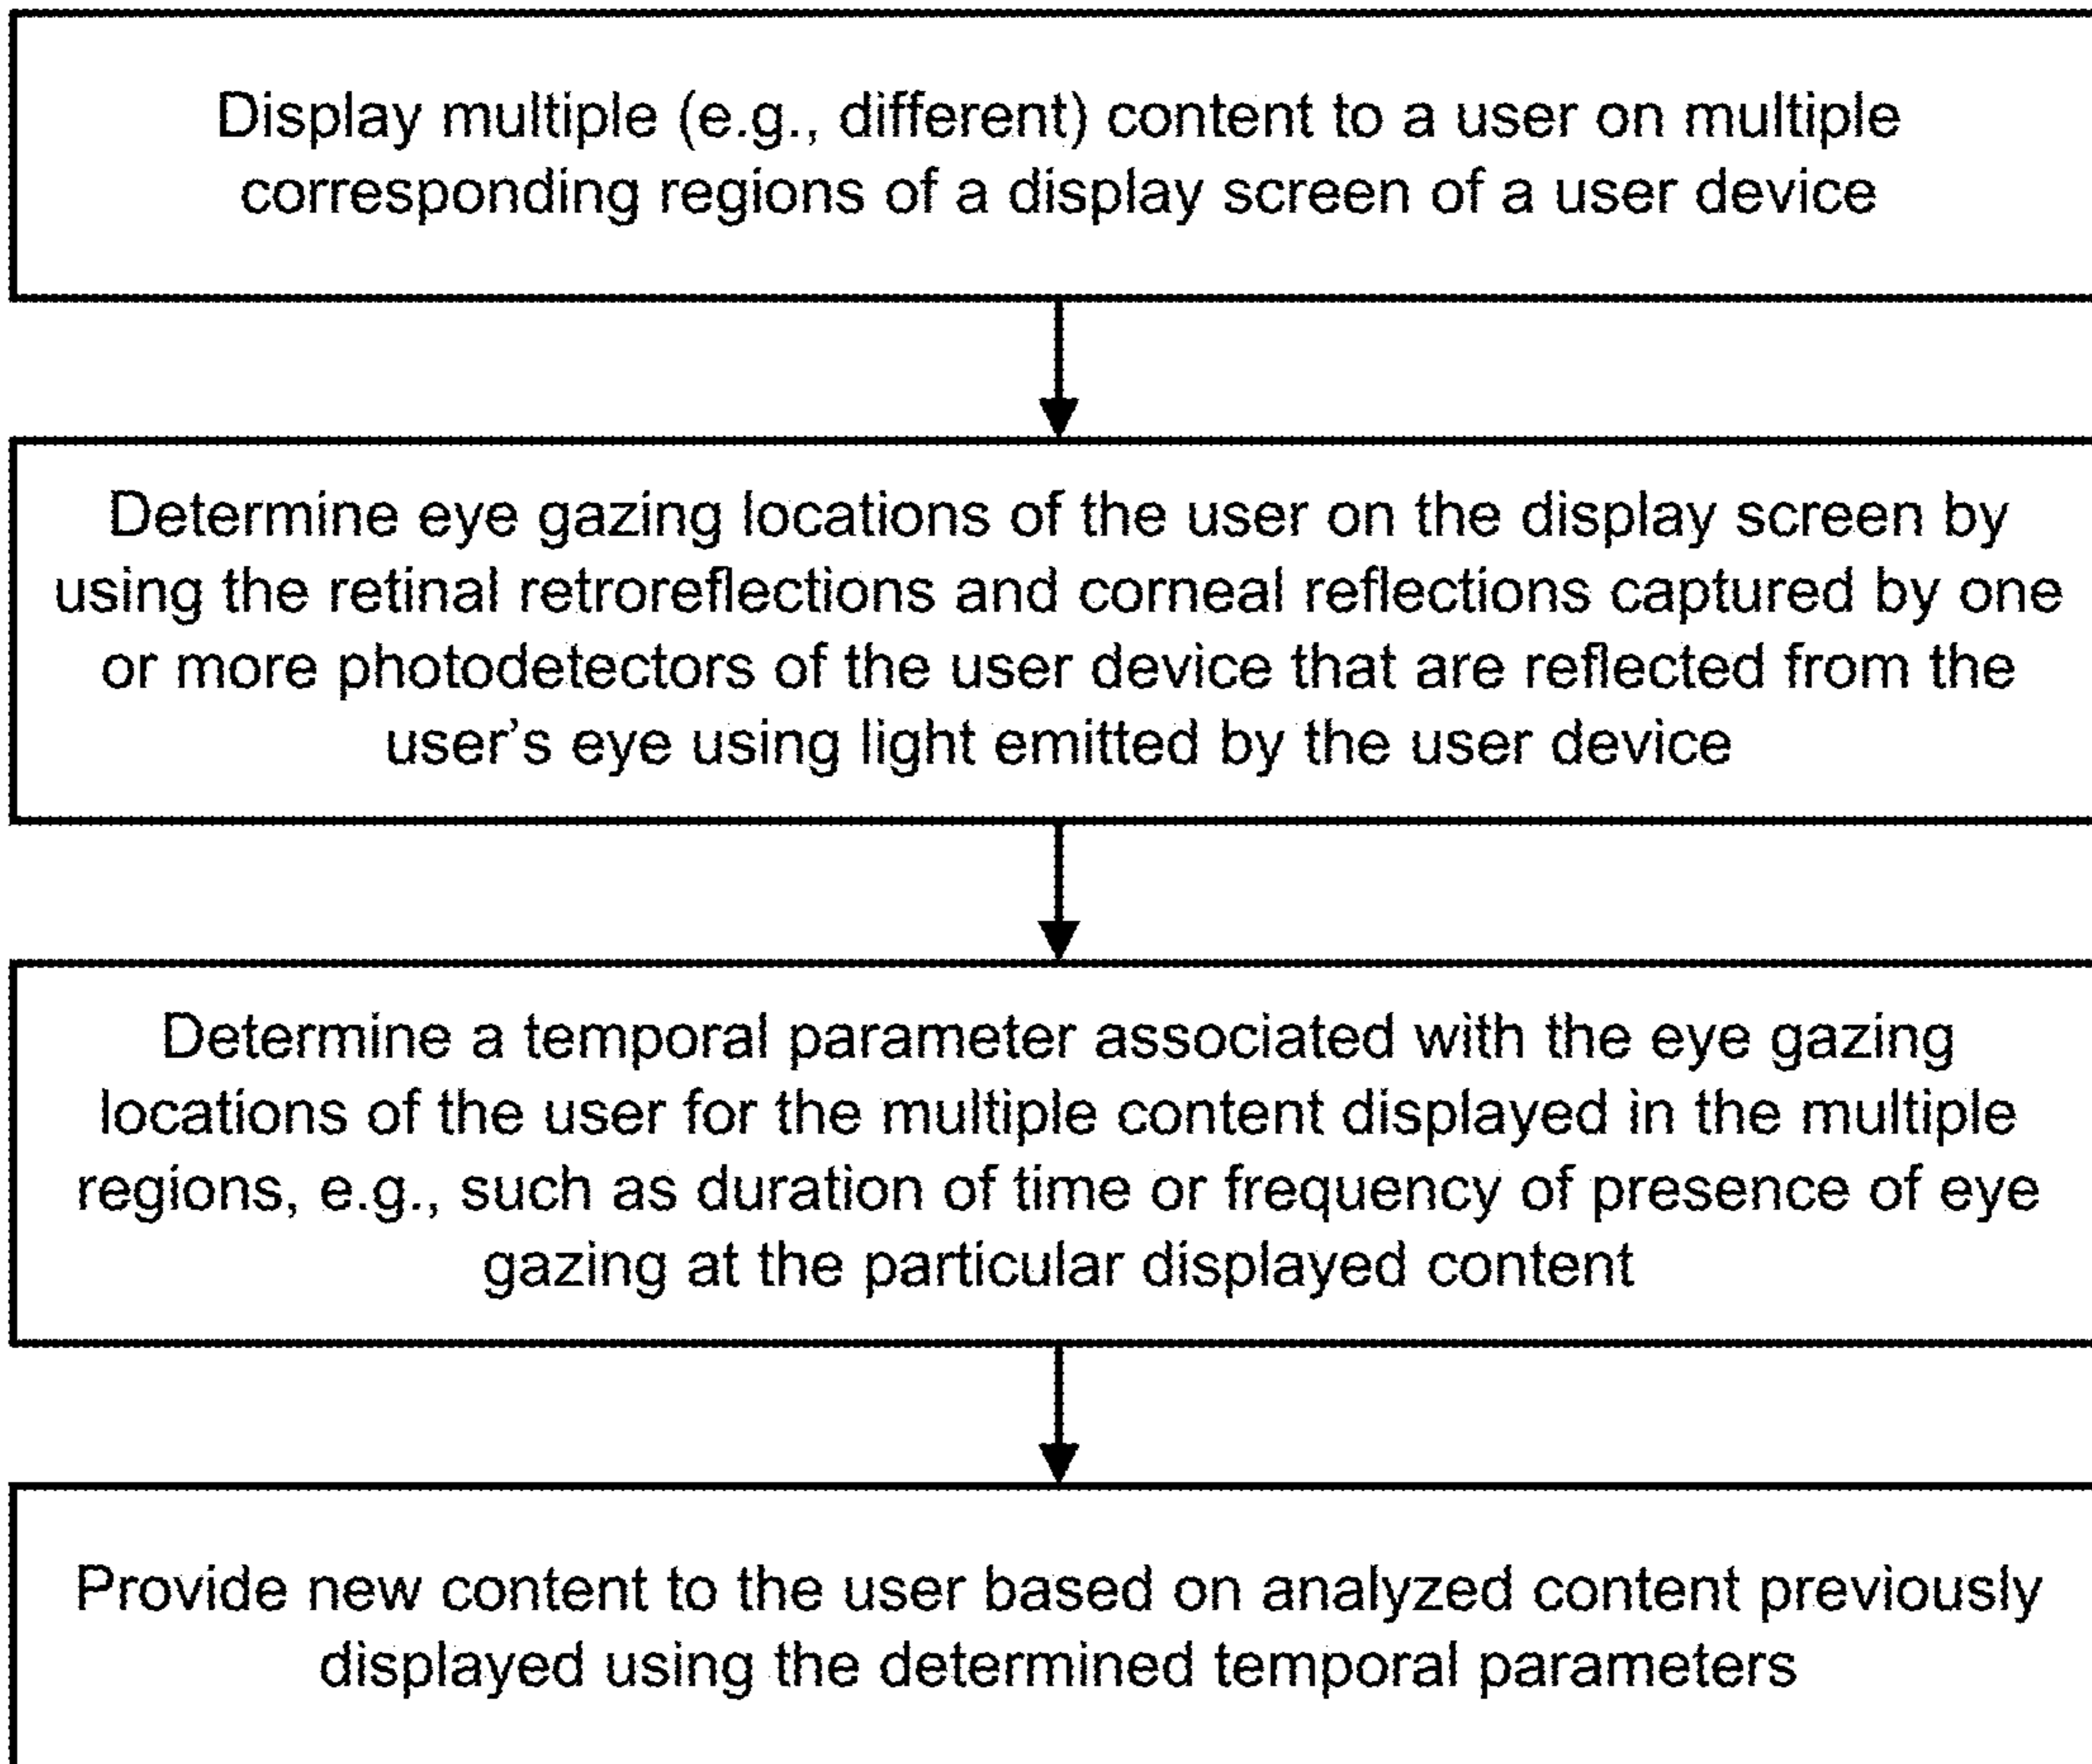 Display multiple (e.g., different) content to a user on multiple
corresponding regions of a display screen of a user device
Determine eye gazing locations of the user on the display screen by
using the retinal retroreflections and corneal reflections captured by one
or more photodetectors of the user device that are reflected from the
user's eye using light emitted by the user device
Determine a temporal parameter associated with the eye gazing
locations of the user for the multiple content displayed in the multiple
regions, e.g., such as duration of time or frequency of presence of eye
gazing at the particular displayed content
Provide new content to the user based on analyzed content previously
displayed using the determined temporal parameters